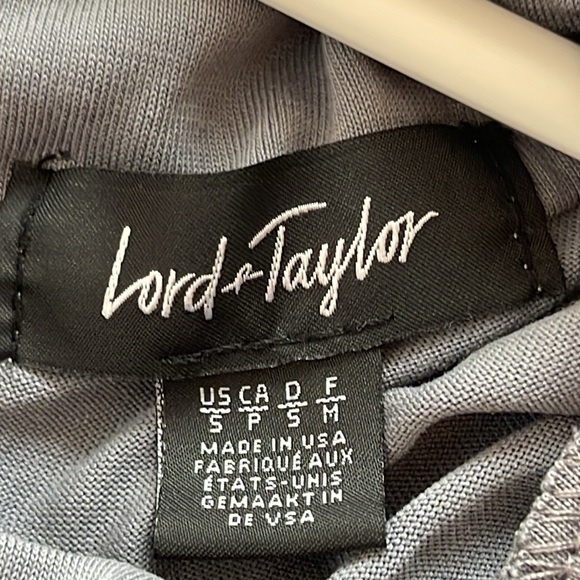 Lord & Taylor
US CA D F
S P S M
MADE IN USA
FABRIQUÉ AUX
ÉTATS-UNIS
GEMAAKT IN
DE VSA